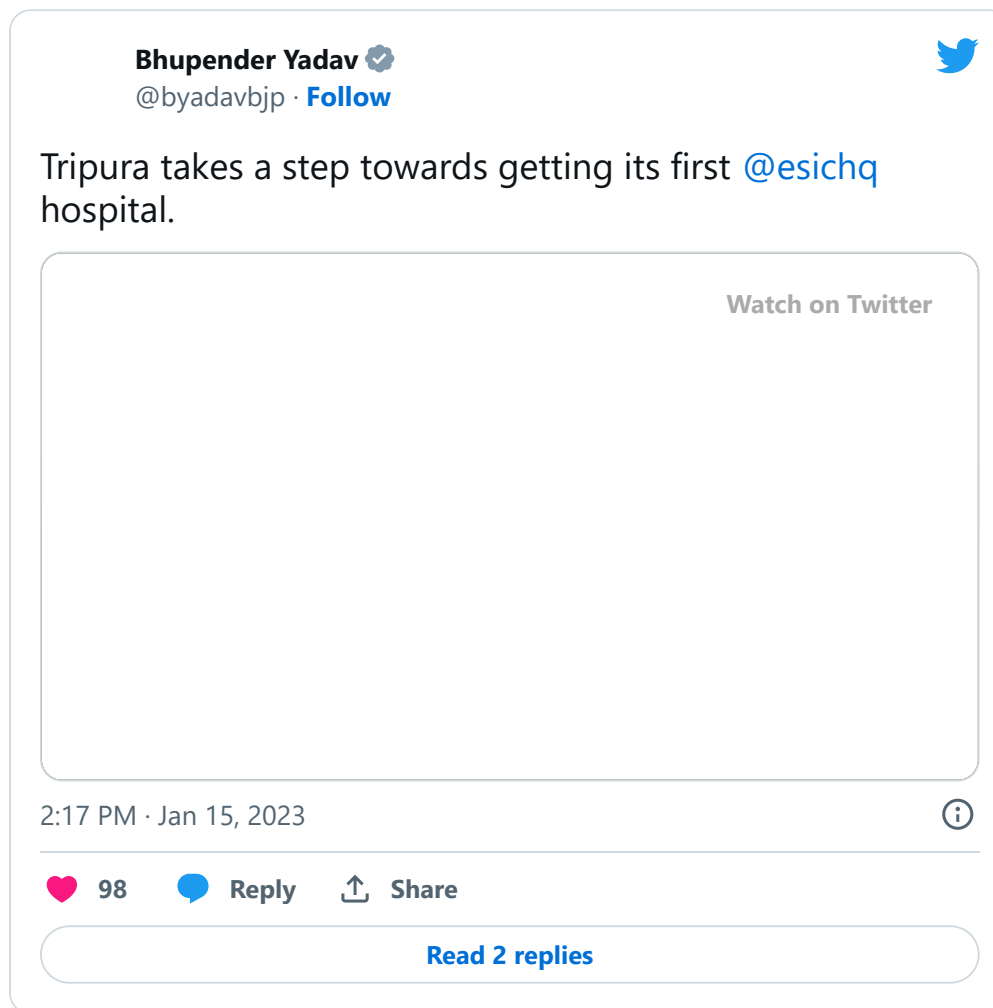 Bhupender Yadav
@byadavbjp · Follow
Tripura takes a step towards getting its first @esichq
hospital.
Watch on Twitter
2:17 PM · Jan 15, 2023
98 Reply Share
Read 2 replies